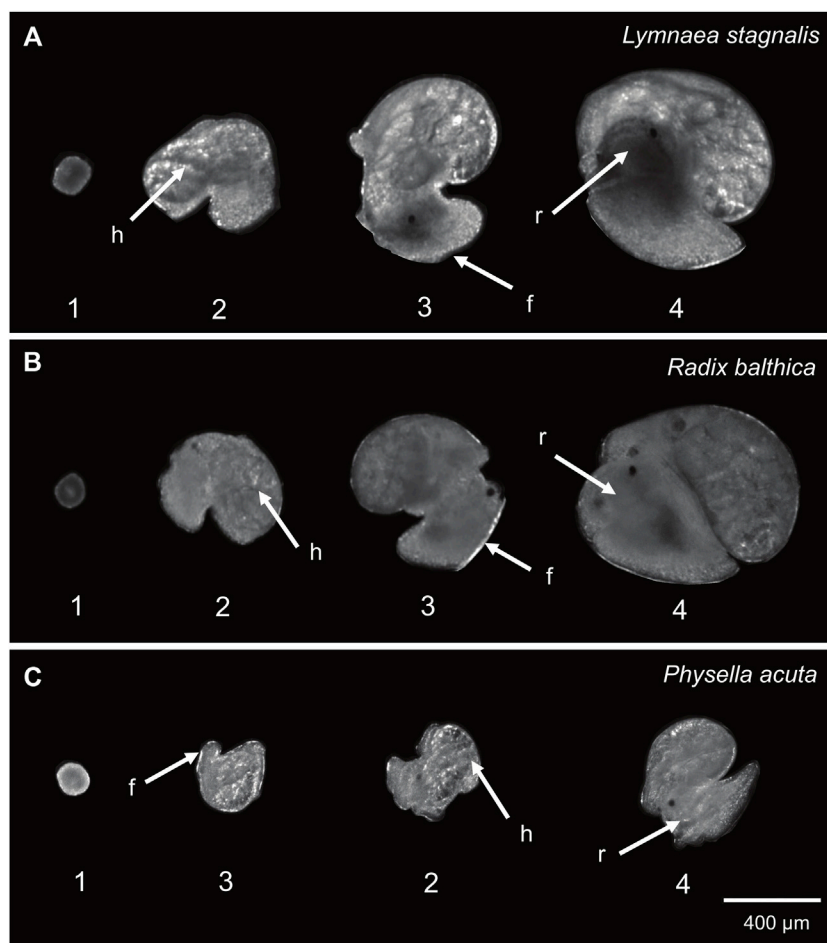 A
Lymnaea stagnalis
h
r
f
1 2 3 4
B
Radix balthica
r
h
f
1 2 3 4
C
Physella acuta
f
h
r
1 3 2 4
400 µm